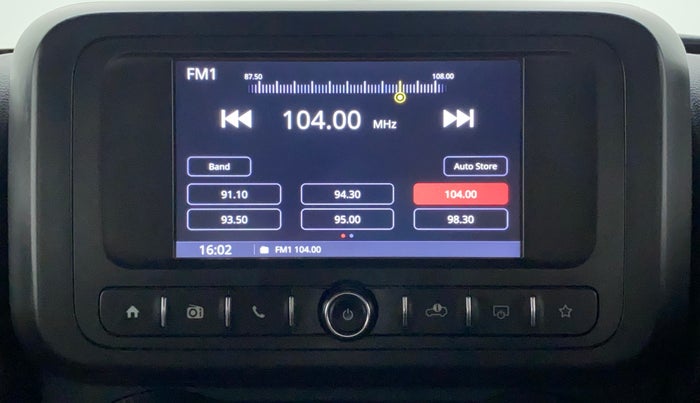 FM1
87.50 108.00
104.00 MHz
Band Auto Store
91.10 94.30 104.00
93.50 95.00 98.30
16:02 FM1 104.00